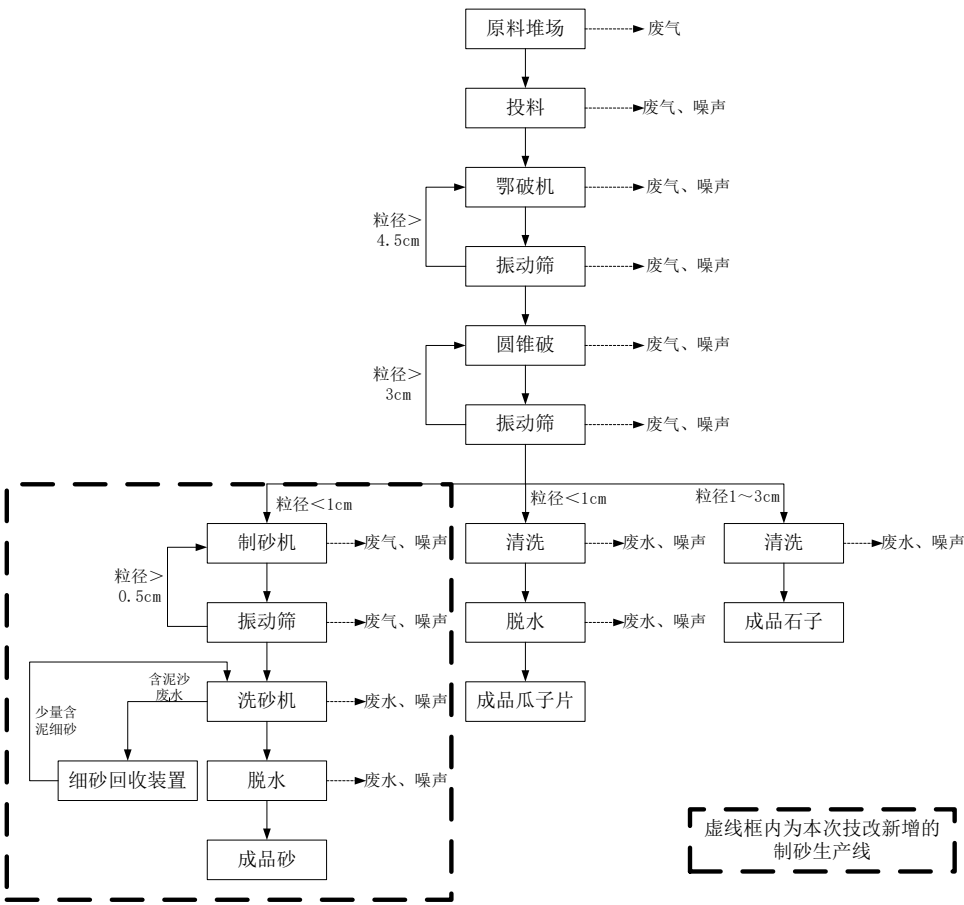 原料堆场
废气
投料
废气、噪声
鄂破机
废气、噪声
粒径＞
4.5cm
振动筛
废气、噪声
圆锥破
废气、噪声
粒径＞
3cm
振动筛
废气、噪声
粒径＜1cm
粒径＜1cm
粒径1～3cm
制砂机
废气、噪声
清洗
废水、噪声
清洗
废水、噪声
粒径＞
0.5cm
振动筛
废气、噪声
脱水
废水、噪声
成品石子
含泥沙
废水
少量含
泥细砂
洗砂机
废水、噪声
成品瓜子片
细砂回收装置
脱水
废水、噪声
成品砂
虚线框内为本次技改新增的
制砂生产线